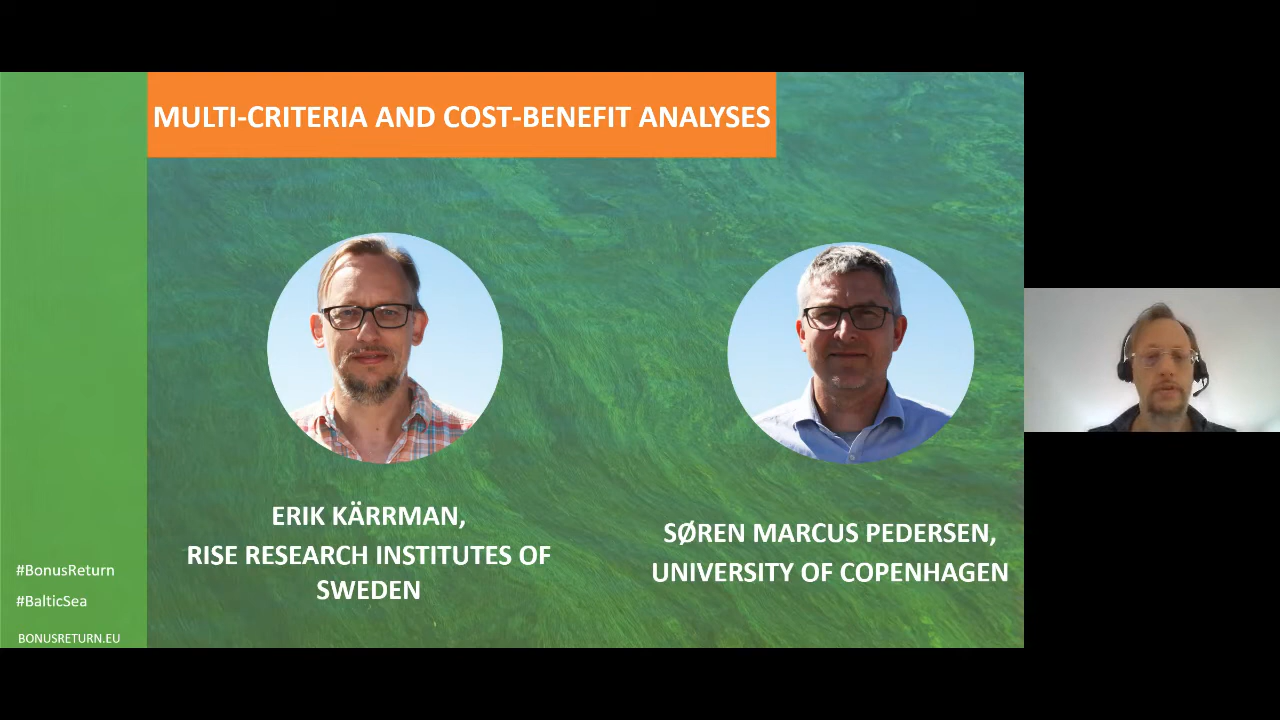 MULTI-CRITERIA AND COST-BENEFIT ANALYSES
ERIK KÄRRMAN,
RISE RESEARCH INSTITUTES OF
SWEDEN
SØREN MARCUS PEDERSEN,
UNIVERSITY OF COPENHAGEN
#BonusReturn
#BalticSea
BONUSRETURN.EU